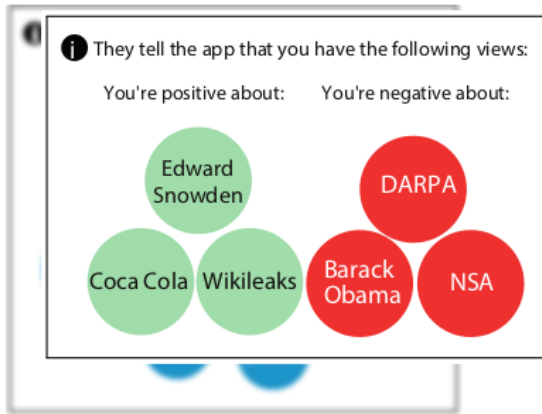 i They tell the app that you have the following views:
You're positive about: You're negative about:
Edward
Snowden
DARPA
Coca Cola Wikileaks
Barack
Obama
NSA